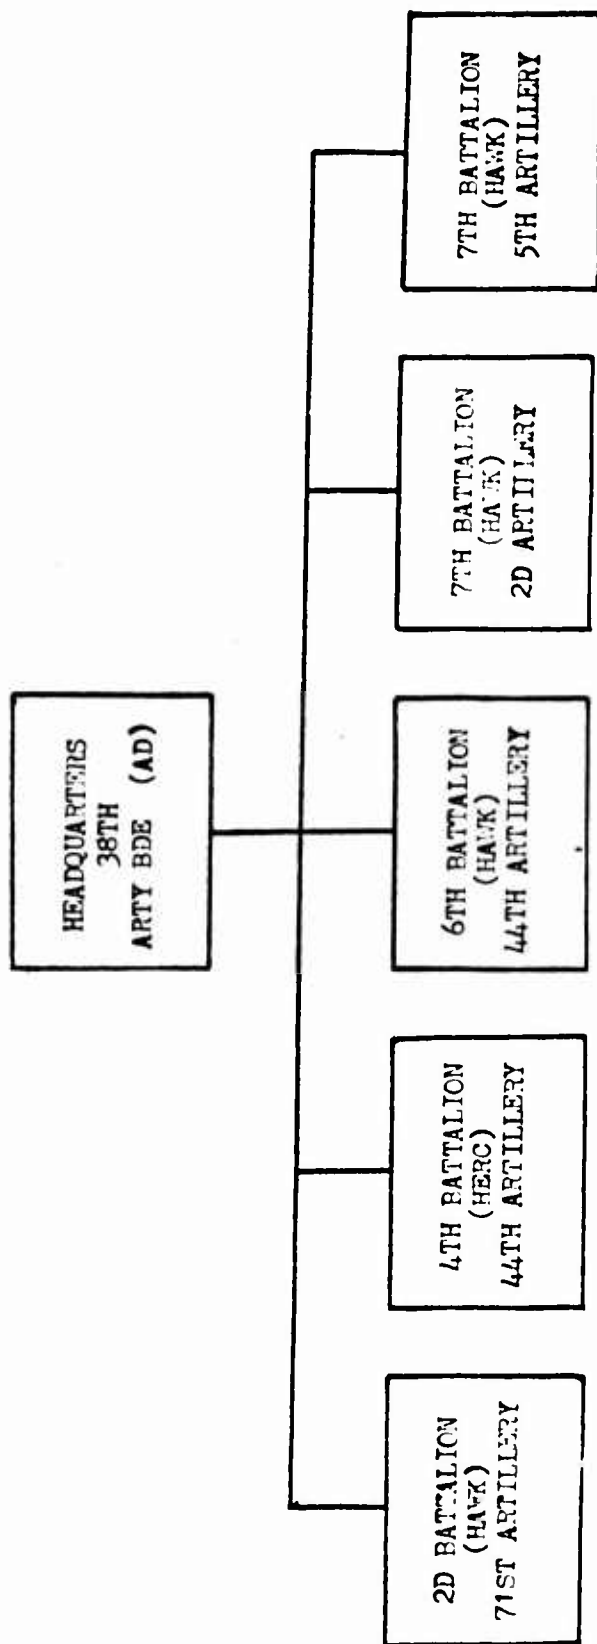 HEADQUARTERS
38TH
ARTY BDE (AD)
2D BATTALION
(HAWK)
71ST ARTILLERY
4TH BATTALION
(HERC)
44TH ARTILLERY
6TH BATTALION
(HAWK)
44TH ARTILLERY
7TH BATTALION
(HAWK)
2D ARTILLERY
7TH BATTALION
(HAWK)
5TH ARTILLERY